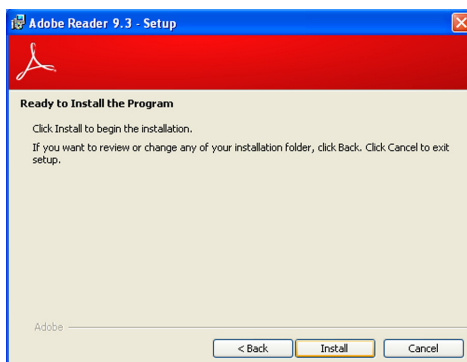 Adobe Reader 9.3 - Setup
Ready to Install the Program
Click Install to begin the installation.
If you want to review or change any of your installation folder, click Back. Click Cancel to exit
setup.
Adobe
< Back Install Cancel